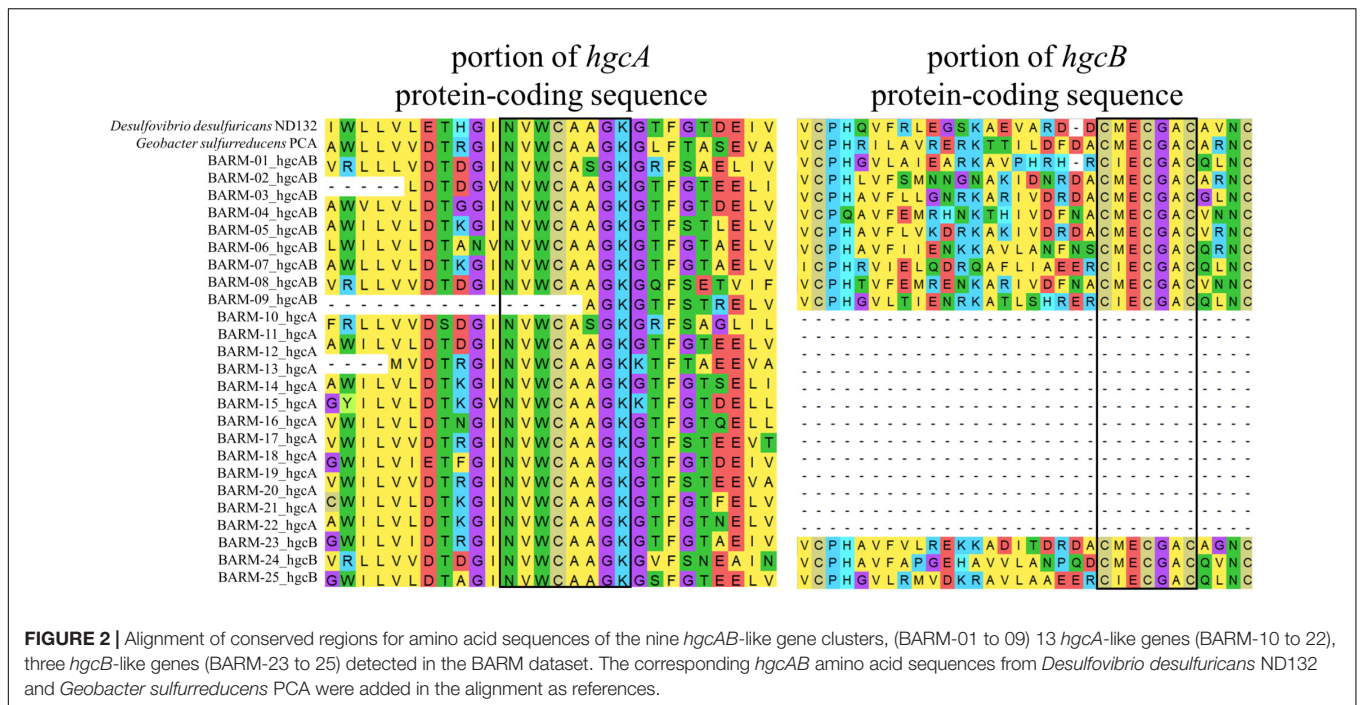 portion of hgcA
protein-coding sequence
portion of hgcB
protein-coding sequence
Desulfovibrio desulfuricans ND132
Geobacter sulfurreducens PCA
BARM-01_hgcAB
BARM-02_hgcAB
BARM-03_hgcAB
BARM-04_hgcAB
BARM-05_hgcAB
BARM-06_hgcAB
BARM-07_hgcAB
BARM-08_hgcAB
BARM-09_hgcAB
BARM-10_hgcA
BARM-11_hgcA
BARM-12_hgcA
BARM-13_hgcA
BARM-14_hgcA
BARM-15_hgcA
BARM-16_hgcA
BARM-17_hgcA
BARM-18_hgcA
BARM-19_hgcA
BARM-20_hgcA
BARM-21_hgcA
BARM-22_hgcA
BARM-23_hgcB
BARM-24_hgcB
BARM-25_hgcB
IWLLVLETHGINVWCAAGKGTFGTDEIV
AWLLVVDTRGINVWCAAGKGLFTASEVA
VRLLLVDTDGINVWCASGKGRFSAELIV
-----LDTDGVNVWCAAGKGTFGTEELI
AWVLVLDTGGINVWCAAGKGTFGTDELV
AWLLVVDTKGINVWCAAGKGTFSTLELV
LWILVLDTANVNVWCAAGKGTFGTAELV
AWLLVVDTKGINVWCAAGKGTFGTAELV
VRLLVVDTDGINVWCAAGKGQFSETVIF
----------------AGKGTFSTRELV
FRLLVVDSDGINVWCASGKGRFSAGLIL
AWILVLDTDGINVWCAAGKGTFGTEELV
----MVDTRGINVWCAAGKKTFTAEEVA
AWILVLDTKGINVWCAAGKGTFGTSELI
GYILVLDTKGVNVWCAAGKKTFGTDELL
VWILVLDTNGINVWCAAGKGTFGTQELL
VWILVVDTRGINVWCAAGKGTFSTEEVT
GWILVIETFGINVWCAAGKGTFGTDEIV
VWILVVDTRGINVWCAAGKGTFSTEEVA
CWILVLDTKGINVWCAAGKGTFGTFELV
AWILVLDTKGINVWCAAGKGTFGTNELV
GWILVIDTRGINVWCAAGKGTFGTAEIV
VRLLVVDTDGINVWCAAGKGVFSNEAIN
GWILVLDTAGINVWCAAGKGSFGTEELV
VCPHQVFRLEGSKAEVARD-DCMECGACAVNC
VCPHRILAVRERKTTILDFDACMECGACARNC
VCPHGVLAIEARKAVPHRH-RCIECGACQLNC
VCPHLVFSMNNGNAKIDNRDACMECGACARNC
VCPHAVFLLGNRKARIVDRDACMECGACGLNC
VCPQAVFEMRHNKTHIVDFNACMECGACVNNC
VCPHAVFLVKDRKAKIVDRDACMECGACVRNC
VCPHAVFIIENKKAVLANFNSCMECGACQRNC
ICPHRVIELQDRQAFLIAEERCIECGACQLNC
VCPHTVFEMRENKARIVDFNACMECGACVNNC
VCPHGVLTIENRKATLSHRERCIECGACQLNC
VCPHAVFVLREKKADITDRDACMECGACAGNC
VCPHAVFAPGEHAVVLANPQDCMECGACQVNC
VCPHGVLRMVDKRAVVLAAEERCIECGACQLNC
FIGURE 2 | Alignment of conserved regions for amino acid sequences of the nine hgcAB-like gene clusters, (BARM-01 to 09) 13 hgcA-like genes (BARM-10 to 22),
three hgcB-like genes (BARM-23 to 25) detected in the BARM dataset. The corresponding hgcAB amino acid sequences from Desulfovibrio desulfuricans ND132
and Geobacter sulfurreducens PCA were added in the alignment as references.